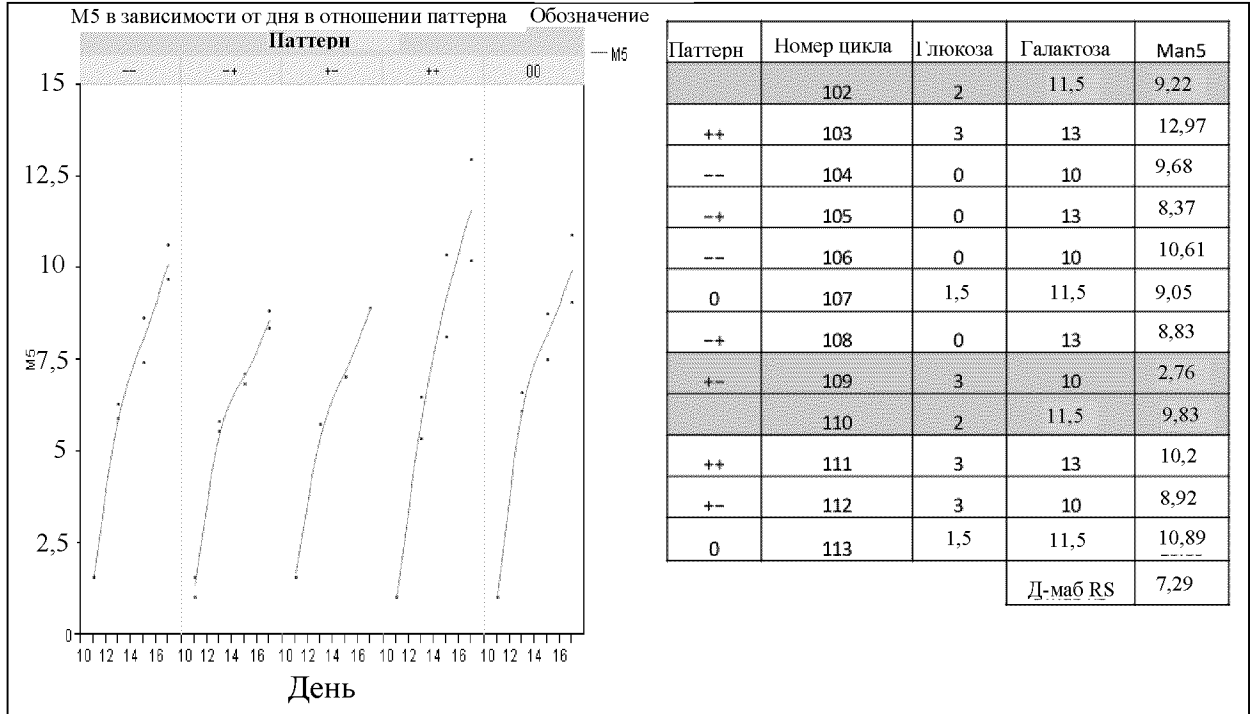 М5 в зависимости от дня в отношении паттерна Обозначение
Паттерн
-- -+ +- ++ 00
M5
15
12,5
10
7,5
5
2,5
0
M5
10 12 14 16 10 12 14 16 10 12 14 16 10 12 14 16 10 12 14 16
День
Паттерн Номер цикла Глюкоза Галактоза Man5
102 2 11,5 9,22
++ 103 3 13 12,97
-- 104 0 10 9,68
-+ 105 0 13 8,37
-- 106 0 10 10,61
0 107 1,5 11,5 9,05
-+ 108 0 13 8,83
+- 109 3 10 2,76
110 2 11,5 9,83
++ 111 3 13 10,2
+- 112 3 10 8,92
0 113 1,5 11,5 10,89
Д-маб RS 7,29